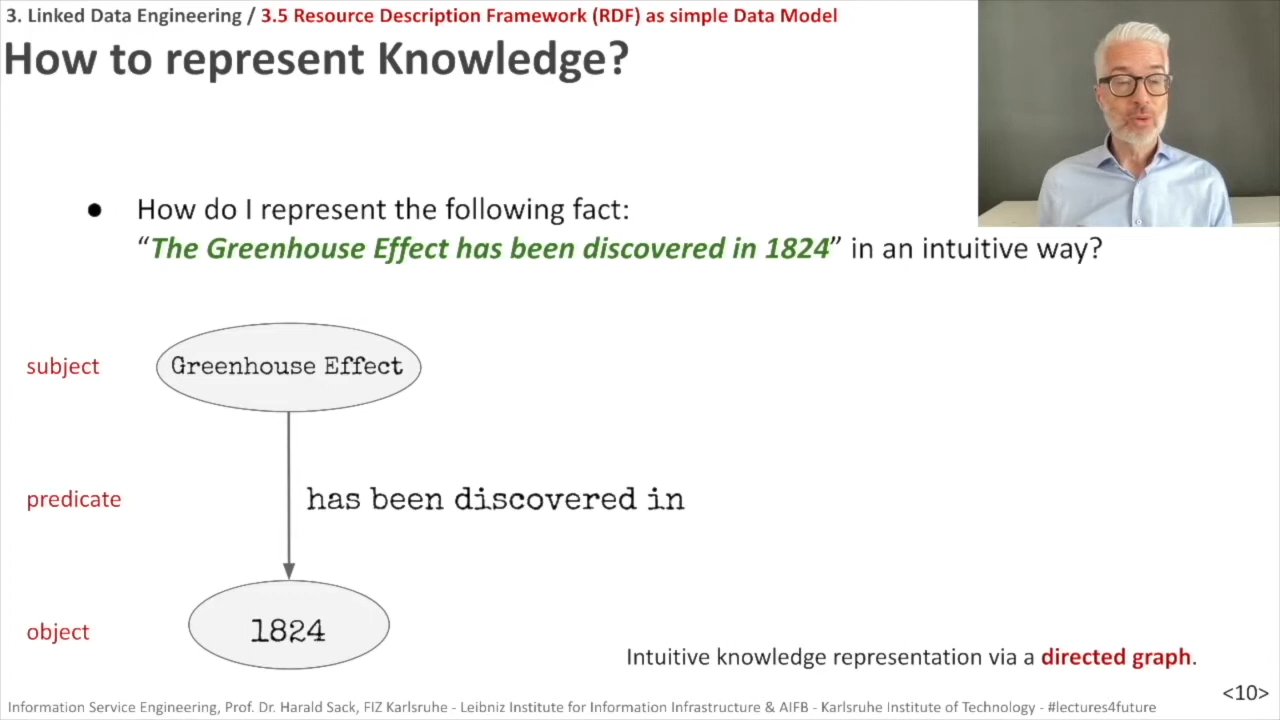 3. Linked Data Engineering / 3.5 Resource Description Framework (RDF) as simple Data Model
How to represent Knowledge?
● How do I represent the following fact:
“The Greenhouse Effect has been discovered in 1824” in an intuitive way?
subject
Greenhouse Effect
predicate
has been discovered in
object
1824
Intuitive knowledge representation via a directed graph.
<10>
Information Service Engineering, Prof. Dr. Harald Sack, FIZ Karlsruhe - Leibniz Institute for Information Infrastructure & AIFB - Karlsruhe Institute of Technology - #lectures4future